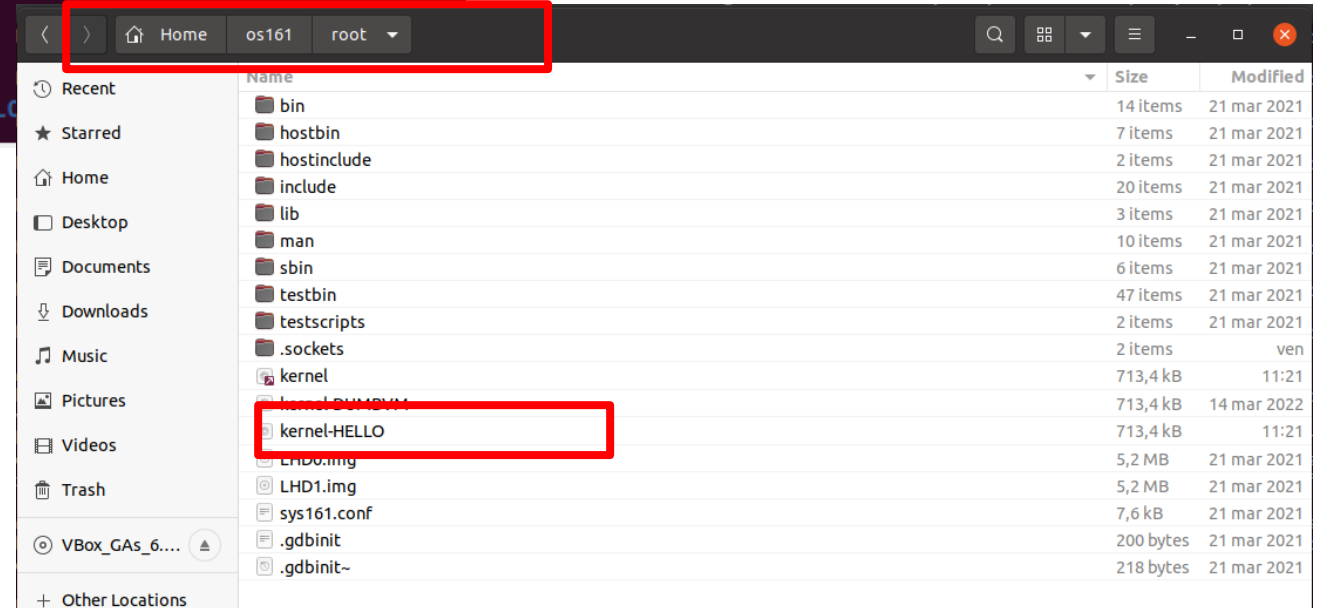 Home os161 root
Name Size Modified
Recent
Starred
Home
Desktop
Documents
Downloads
Music
Pictures
Videos
Trash
VBox_GAs_6....
Other Locations
bin 14 items 21 mar 2021
hostbin 7 items 21 mar 2021
hostinclude 2 items 21 mar 2021
include 20 items 21 mar 2021
lib 3 items 21 mar 2021
man 10 items 21 mar 2021
sbin 6 items 21 mar 2021
testbin 47 items 21 mar 2021
testscripts 2 items 21 mar 2021
.sockets 2 items ven
kernel 713,4 kB 11:21
kernel-DUMBVM 713,4 kB 14 mar 2022
kernel-HELLO 713,4 kB 11:21
LHD0.img 5,2 MB 21 mar 2021
LHD1.img 5,2 MB 21 mar 2021
sys161.conf 7,6 kB 21 mar 2021
.gdbinit 200 bytes 21 mar 2021
.gdbinit~ 218 bytes 21 mar 2021